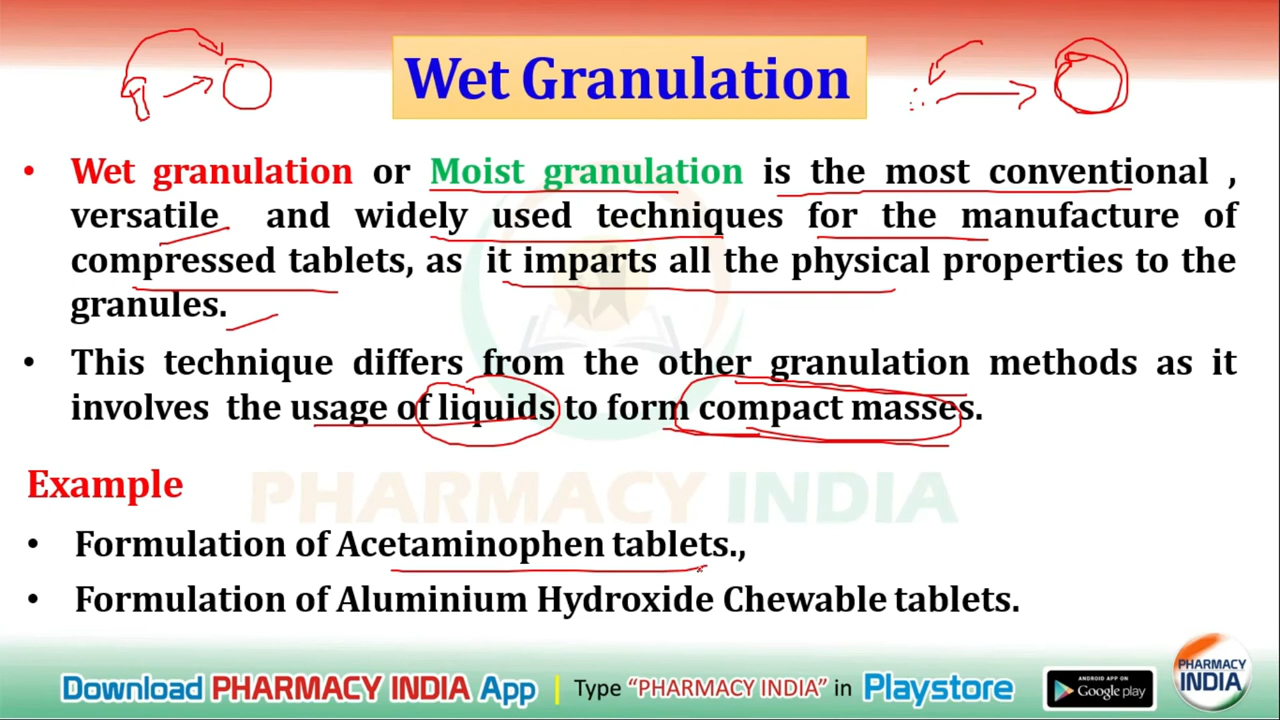 Wet Granulation
• Wet granulation or Moist granulation is the most conventional ,
versatile and widely used techniques for the manufacture of
compressed tablets, as it imparts all the physical properties to the
granules.
• This technique differs from the other granulation methods as it
involves the usage of liquids to form compact masses.
Example
• Formulation of Acetaminophen tablets.,
• Formulation of Aluminium Hydroxide Chewable tablets.
PHARMACY INDIA
Download PHARMACY INDIA App | Type “PHARMACY INDIA” in Playstore
ANDROID APP ON
Google play
PHARMACY
INDIA